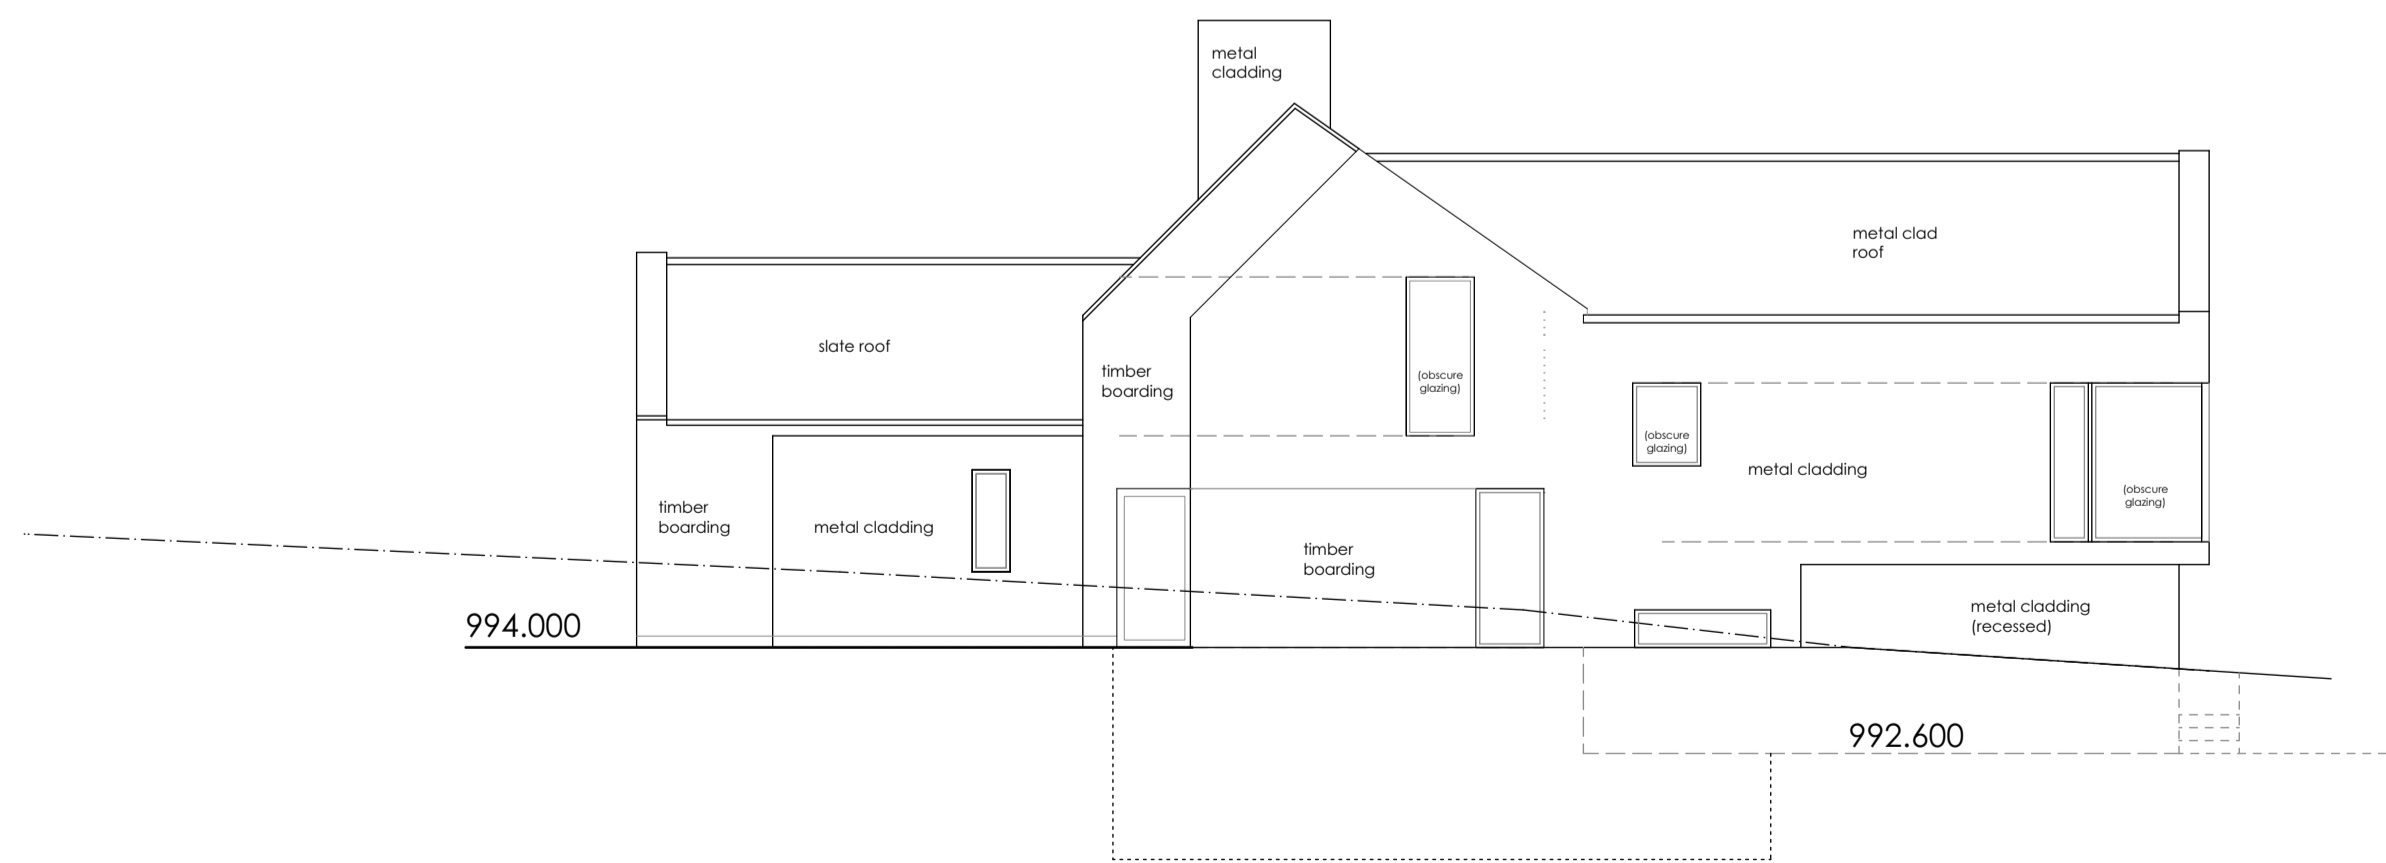 metal
cladding
metal clad
roof
slate roof
timber
boarding
(obscure
glazing)
(obscure
glazing)
metal cladding
(obscure
glazing)
timber
boarding
metal cladding
timber
boarding
metal cladding
(recessed)
994.000
992.600